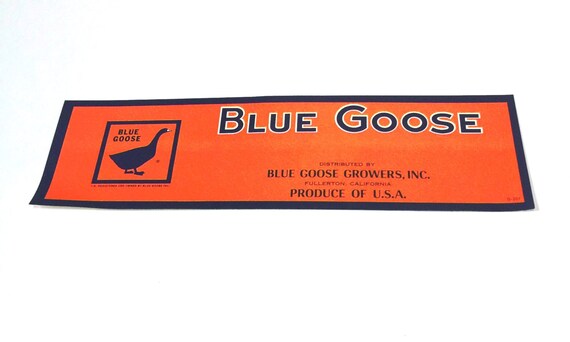 BLUE GOOSE
BLUE
GOOSE
®
DISTRIBUTED BY
BLUE GOOSE GROWERS, INC.
FULLERTON, CALIFORNIA
PRODUCE OF U.S.A.